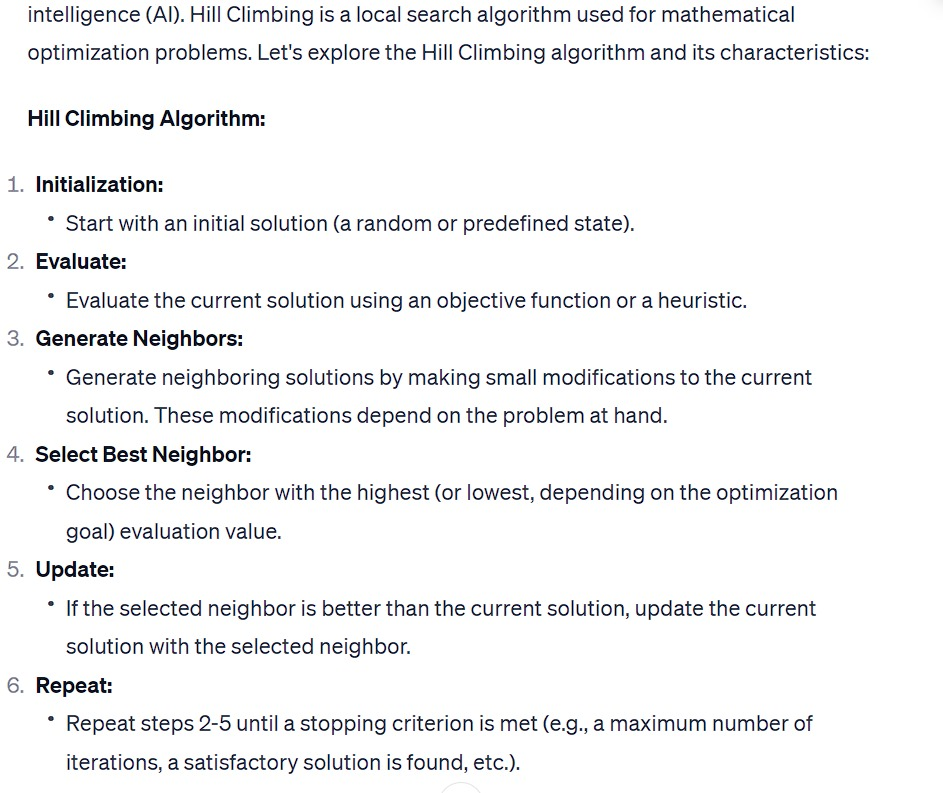 intelligence (AI). Hill Climbing is a local search algorithm used for mathematical
optimization problems. Let's explore the Hill Climbing algorithm and its characteristics:
Hill Climbing Algorithm:
1. Initialization:
• Start with an initial solution (a random or predefined state).
2. Evaluate:
• Evaluate the current solution using an objective function or a heuristic.
3. Generate Neighbors:
• Generate neighboring solutions by making small modifications to the current
solution. These modifications depend on the problem at hand.
4. Select Best Neighbor:
• Choose the neighbor with the highest (or lowest, depending on the optimization
goal) evaluation value.
5. Update:
• If the selected neighbor is better than the current solution, update the current
solution with the selected neighbor.
6. Repeat:
• Repeat steps 2-5 until a stopping criterion is met (e.g., a maximum number of
iterations, a satisfactory solution is found, etc.).